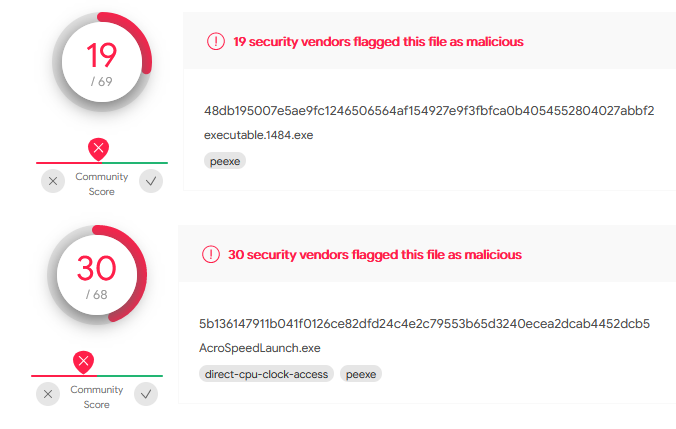 19
/ 69
Community
Score
19 security vendors flagged this file as malicious
48db195007e5ae9fc1246506564af154927e9f3fbfca0b4054552804027abbf2
executable.1484.exe
peexe
30
/ 68
Community
Score
30 security vendors flagged this file as malicious
5b136147911b041f0126ce82dfd24c4e2c79553b65d3240ecea2dcab4452dcb5
AcroSpeedLaunch.exe
direct-cpu-clock-access peexe